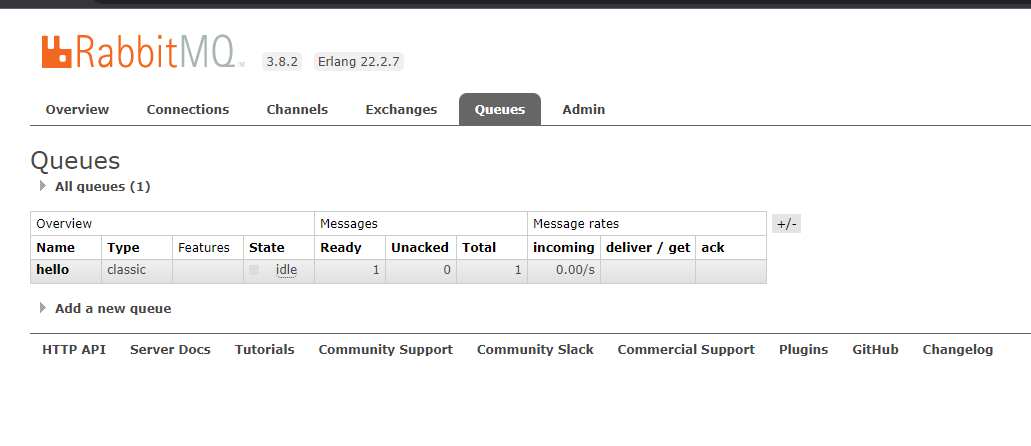 RabbitMQ TM 3.8.2 Erlang 22.2.7
Overview Connections Channels Exchanges Queues Admin
Queues
All queues (1)
Overview Messages Message rates +/-
Name Type Features State Ready Unacked Total incoming deliver / get ack
hello classic idle 1 0 1 0.00/s
Add a new queue
HTTP API Server Docs Tutorials Community Support Community Slack Commercial Support Plugins GitHub Changelog